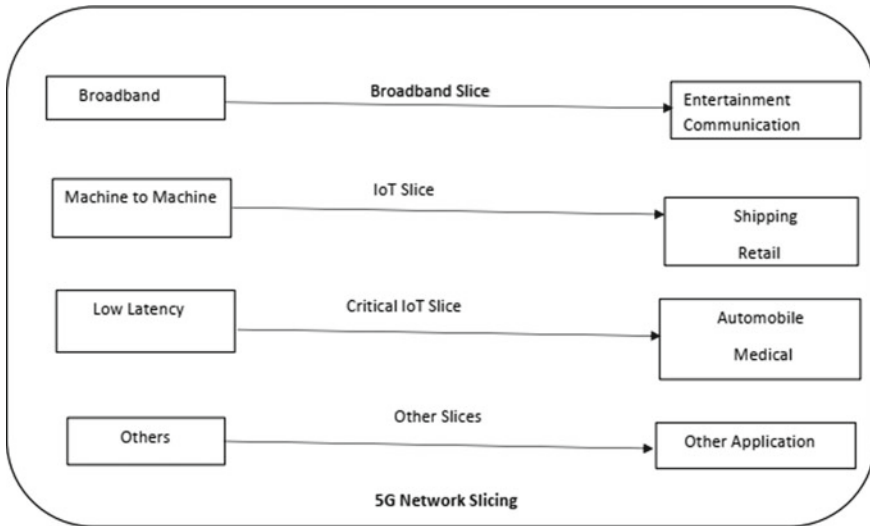 Broadband
Broadband Slice
Entertainment
Communication
Machine to Machine
IoT Slice
Shipping
Retail
Low Latency
Critical IoT Slice
Automobile
Medical
Others
Other Slices
Other Application
5G Network Slicing